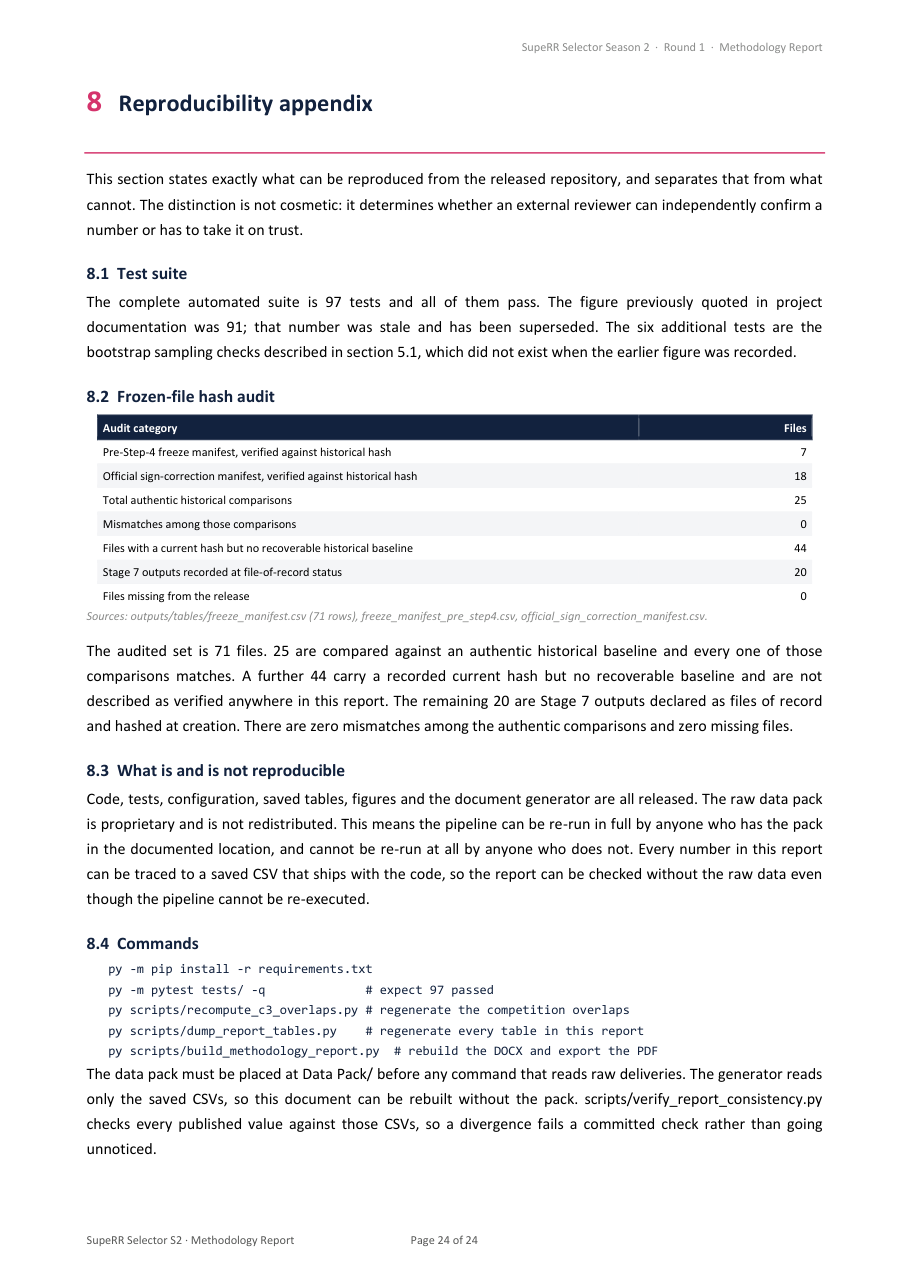 SupeRR Selector Season 2 · Round 1 · Methodology Report
8 Reproducibility appendix
This section states exactly what can be reproduced from the released repository, and separates that from what
cannot. The distinction is not cosmetic: it determines whether an external reviewer can independently confirm a
number or has to take it on trust.
8.1 Test suite
The complete automated suite is 97 tests and all of them pass. The figure previously quoted in project
documentation was 91; that number was stale and has been superseded. The six additional tests are the
bootstrap sampling checks described in section 5.1, which did not exist when the earlier figure was recorded.
8.2 Frozen-file hash audit
Audit category Files
Pre-Step-4 freeze manifest, verified against historical hash 7
Official sign-correction manifest, verified against historical hash 18
Total authentic historical comparisons 25
Mismatches among those comparisons 0
Files with a current hash but no recoverable historical baseline 44
Stage 7 outputs recorded at file-of-record status 20
Files missing from the release 0
Sources: outputs/tables/freeze_manifest.csv (71 rows), freeze_manifest_pre_step4.csv, official_sign_correction_manifest.csv.
The audited set is 71 files. 25 are compared against an authentic historical baseline and every one of those
comparisons matches. A further 44 carry a recorded current hash but no recoverable baseline and are not
described as verified anywhere in this report. The remaining 20 are Stage 7 outputs declared as files of record
and hashed at creation. There are zero mismatches among the authentic comparisons and zero missing files.
8.3 What is and is not reproducible
Code, tests, configuration, saved tables, figures and the document generator are all released. The raw data pack
is proprietary and is not redistributed. This means the pipeline can be re-run in full by anyone who has the pack
in the documented location, and cannot be re-run at all by anyone who does not. Every number in this report
can be traced to a saved CSV that ships with the code, so the report can be checked without the raw data even
though the pipeline cannot be re-executed.
8.4 Commands
py -m pip install -r requirements.txt
py -m pytest tests/ -q # expect 97 passed
py scripts/recompute_c3_overlaps.py # regenerate the competition overlaps
py scripts/dump_report_tables.py # regenerate every table in this report
py scripts/build_methodology_report.py # rebuild the DOCX and export the PDF
The data pack must be placed at Data Pack/ before any command that reads raw deliveries. The generator reads
only the saved CSVs, so this document can be rebuilt without the pack. scripts/verify_report_consistency.py
checks every published value against those CSVs, so a divergence fails a committed check rather than going
unnoticed.
SupeRR Selector S2 · Methodology Report Page 24 of 24